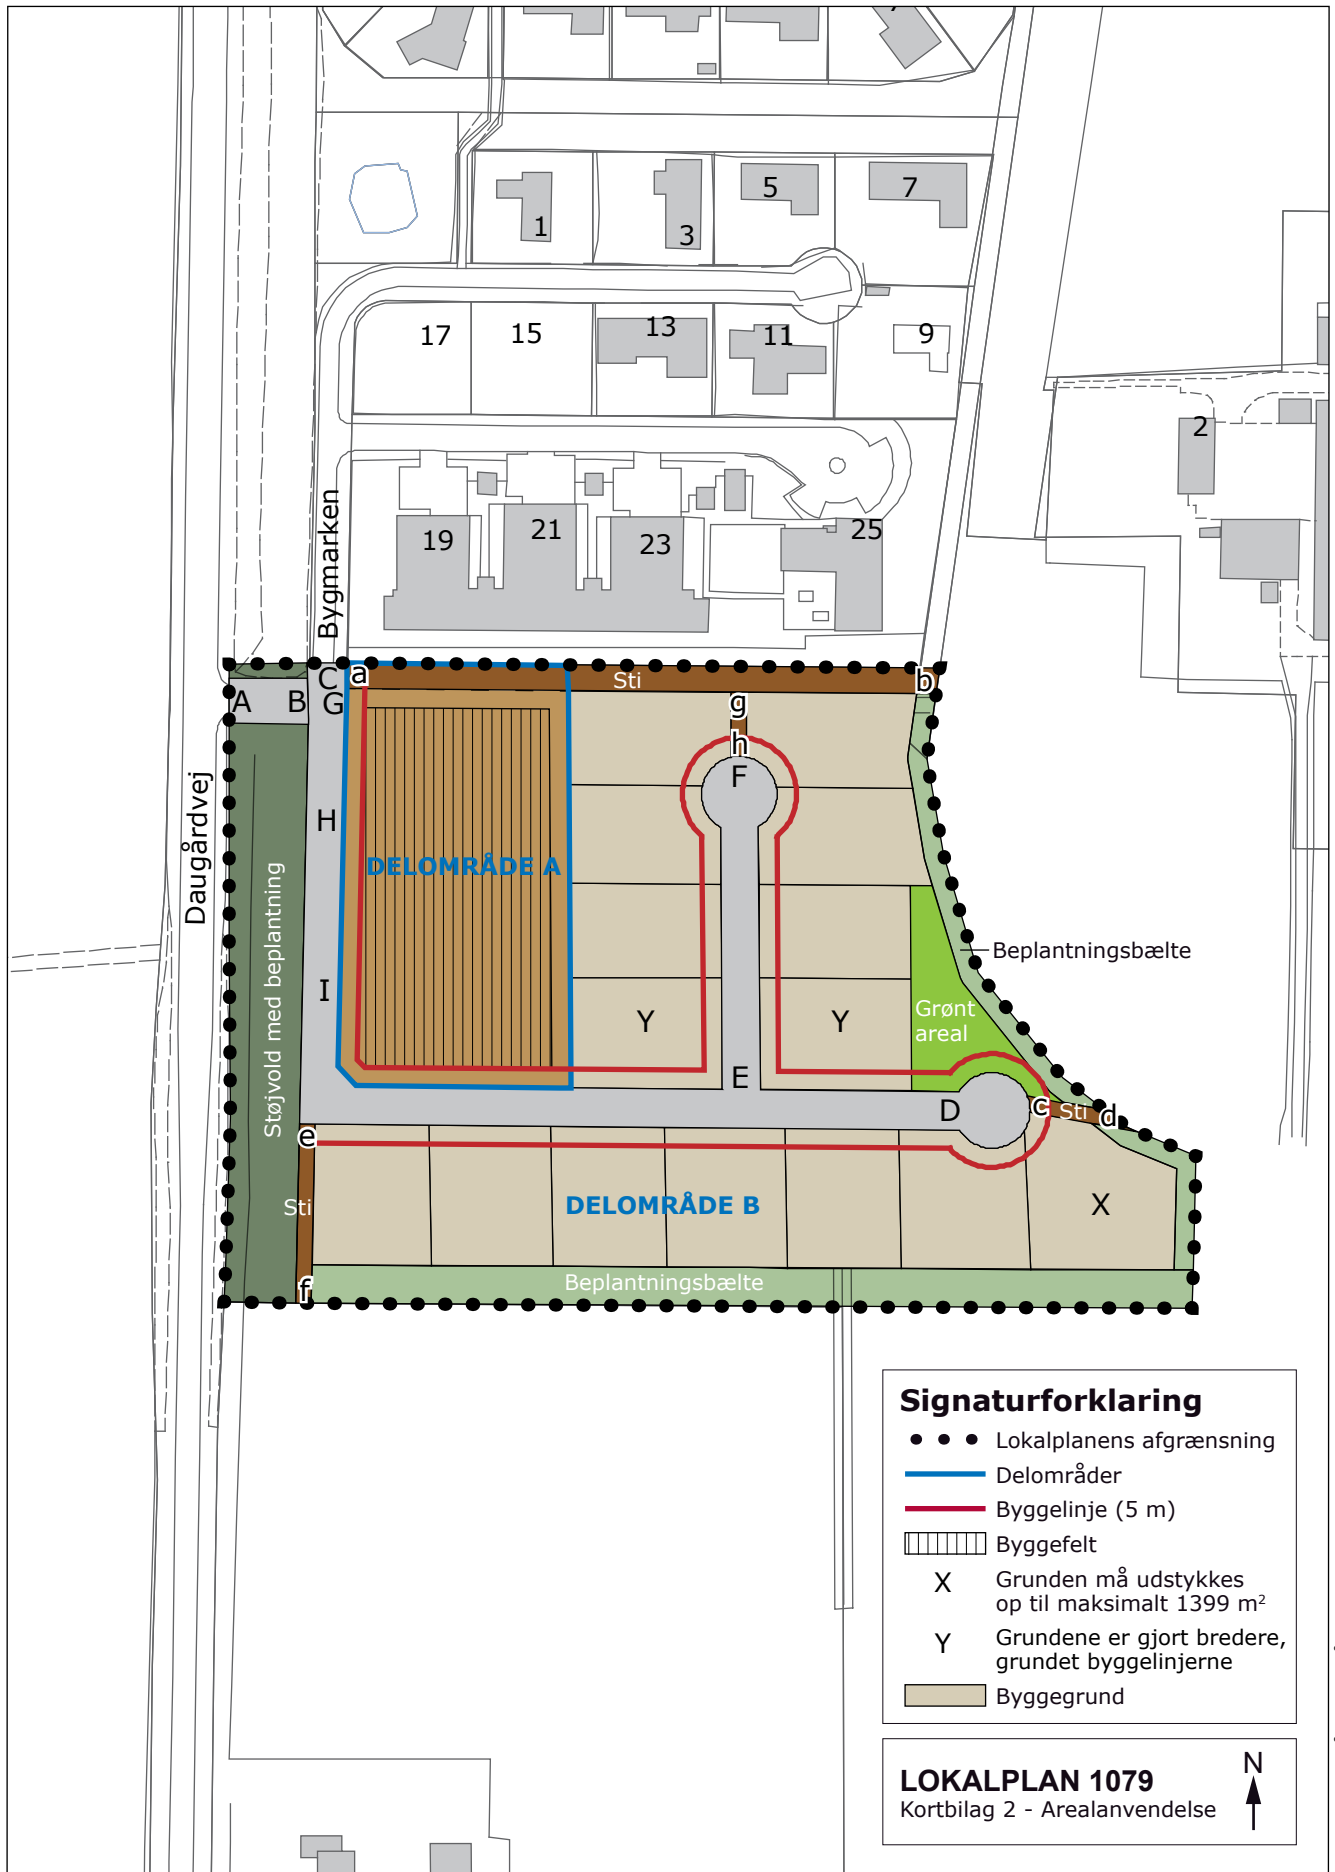 1
3
5
7
17
15
13
11
9
2
19
21
23
25
Bygmarken
C
a
Sti
b
A
B
G
g
h
F
Daugårdvej
H
DELOMRÅDE A
Støjvold med beplantning
I
Beplantningsbælte
Y
Y
Grønt
areal
E
D
c
Sti
d
e
Sti
DELOMRÅDE B
X
f
Beplantningsbælte
Signaturforklaring
Lokalplanens afgrænsning
Delområder
Byggelinje (5 m)
Byggefelt
X Grunden må udstykkes
op til maksimalt 1399 m²
Y Grundene er gjort bredere,
grundet byggelinjerne
Byggegrund
LOKALPLAN 1079
Kortbilag 2 - Arealanvendelse
N